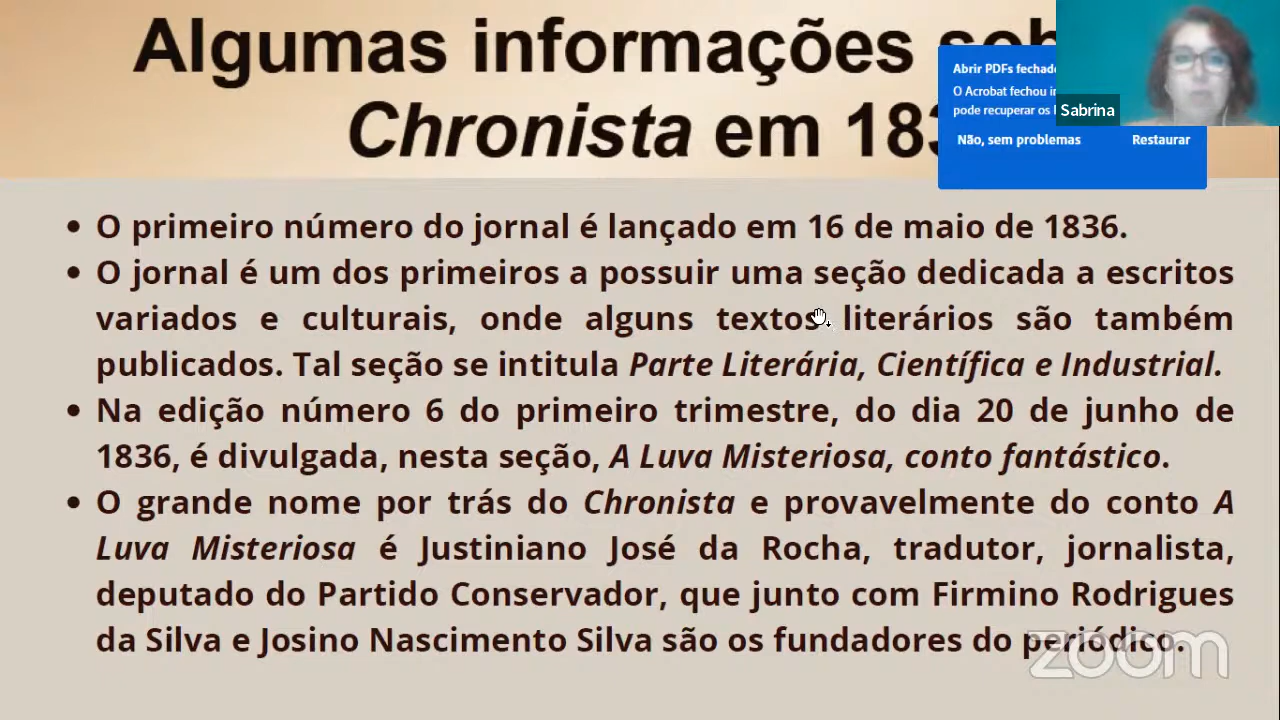 Algumas informações
Chronista em
Abrir PDFs
O Acrobat fechou
pode recuperar os
Sabrina
Não, sem problemas
Restaurar
• O primeiro número do jornal é lançado em 16 de maio de 1836.
• O jornal é um dos primeiros a possuir uma seção dedicada a escritos
variados e culturais, onde alguns textos literários são também
publicados. Tal seção se intitula Parte Literária, Científica e Industrial.
• Na edição número 6 do primeiro trimestre, do dia 20 de junho de
1836, é divulgada, nesta seção, A Luva Misteriosa, conto fantástico.
• O grande nome por trás do Chronista e provavelmente do conto A
Luva Misteriosa é Justiniano José da Rocha, tradutor, jornalista,
deputado do Partido Conservador, que junto com Firmino Rodrigues
da Silva e Josino Nascimento Silva são os fundadores do periódico.
zoom